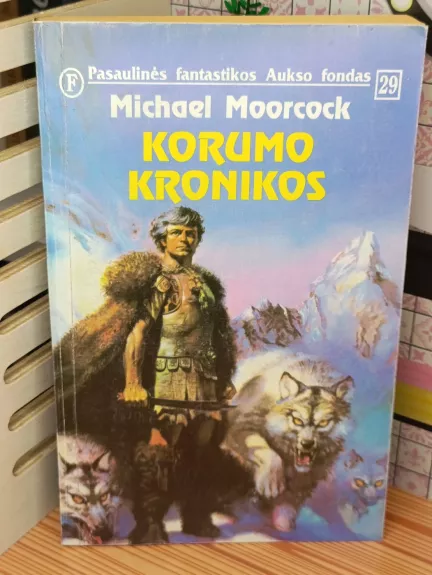 F Pasaulinės fantastikos Aukso fondas 29
Michael Moorcock
KORUMO
KRONIKOS